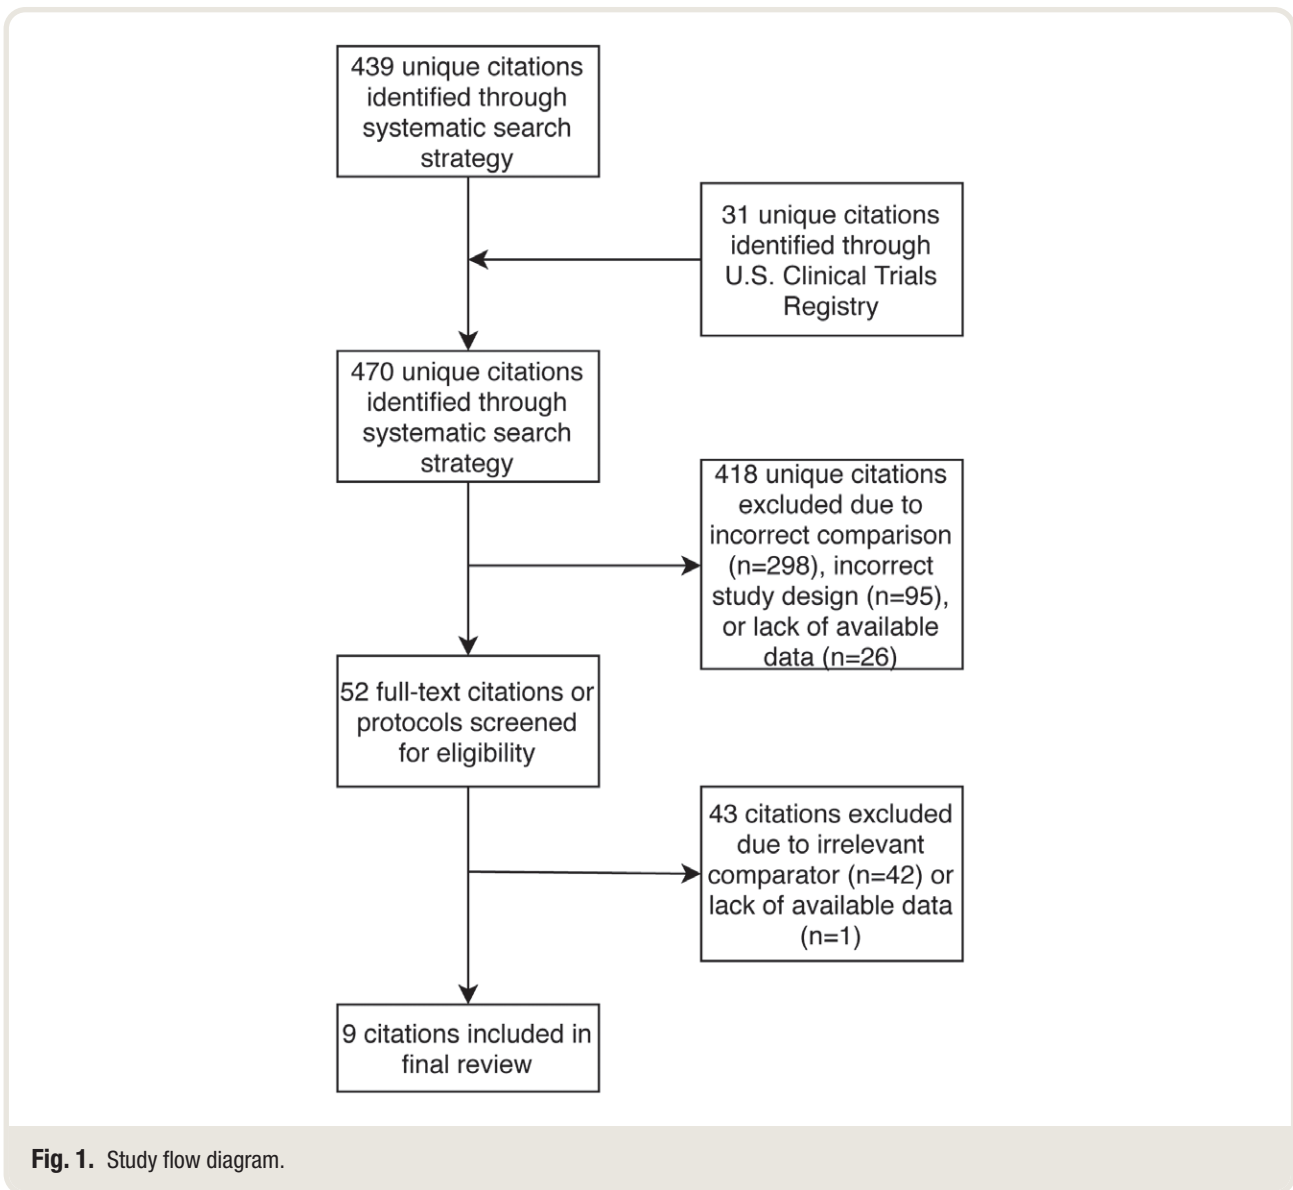 439 unique citations
identified through
systematic search
strategy
31 unique citations
identified through
U.S. Clinical Trials
Registry
470 unique citations
identified through
systematic search
strategy
418 unique citations
excluded due to
incorrect comparison
(n=298), incorrect
study design (n=95),
or lack of available
data (n=26)
52 full-text citations or
protocols screened
for eligibility
43 citations excluded
due to irrelevant
comparator (n=42) or
lack of available data
(n=1)
9 citations included in
final review
Fig. 1. Study flow diagram.